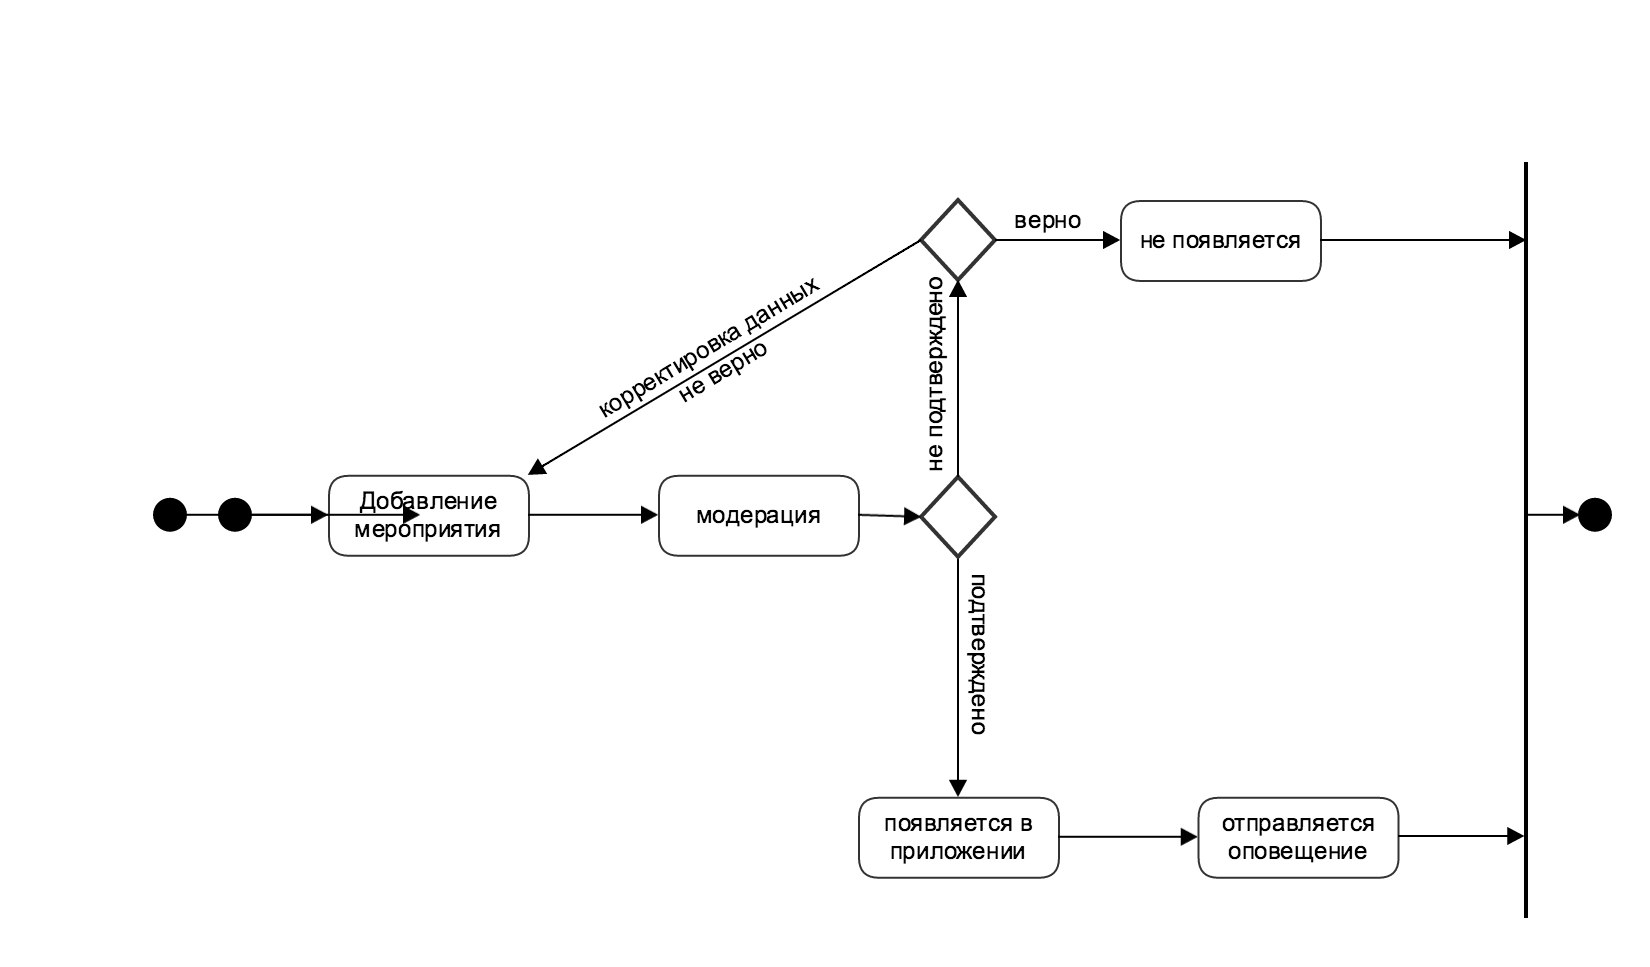 верно
не появляется
корректировка данных
не верно
не подтверждено
Добавление
мероприятия
модерация
подтверждено
появляется в
приложении
отправляется
оповещение